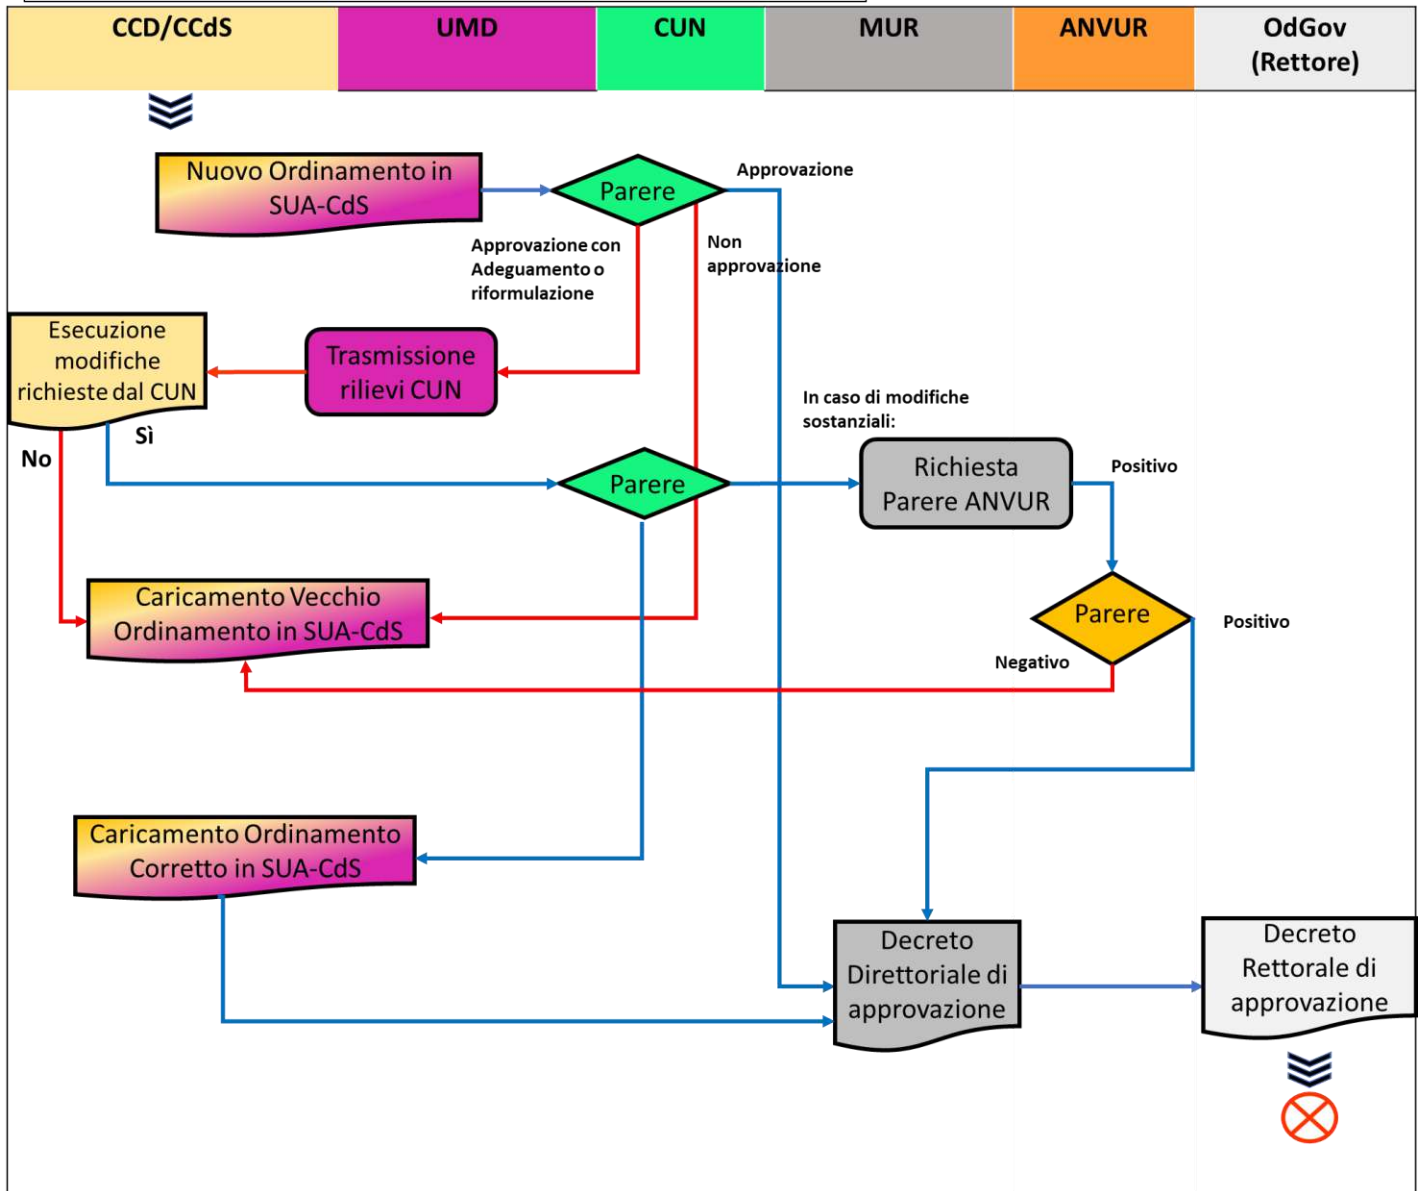 CCD/CCdS
UMD
CUN
MUR
ANVUR
OdGov
(Rettore)
Nuovo Ordinamento in
SUA-CdS
Parere
Approvazione
Approvazione con
Adeguamento o
riformulazione
Non
approvazione
Esecuzione
modifiche
richieste dal CUN
Trasmissione
rilievi CUN
In caso di modifiche
sostanziali:
No
Sì
Parere
Richiesta
Parere ANVUR
Positivo
Caricamento Vecchio
Ordinamento in SUA-CdS
Parere
Positivo
Negativo
Caricamento Ordinamento
Corretto in SUA-CdS
Decreto
Direttoriale di
approvazione
Decreto
Rettorale di
approvazione